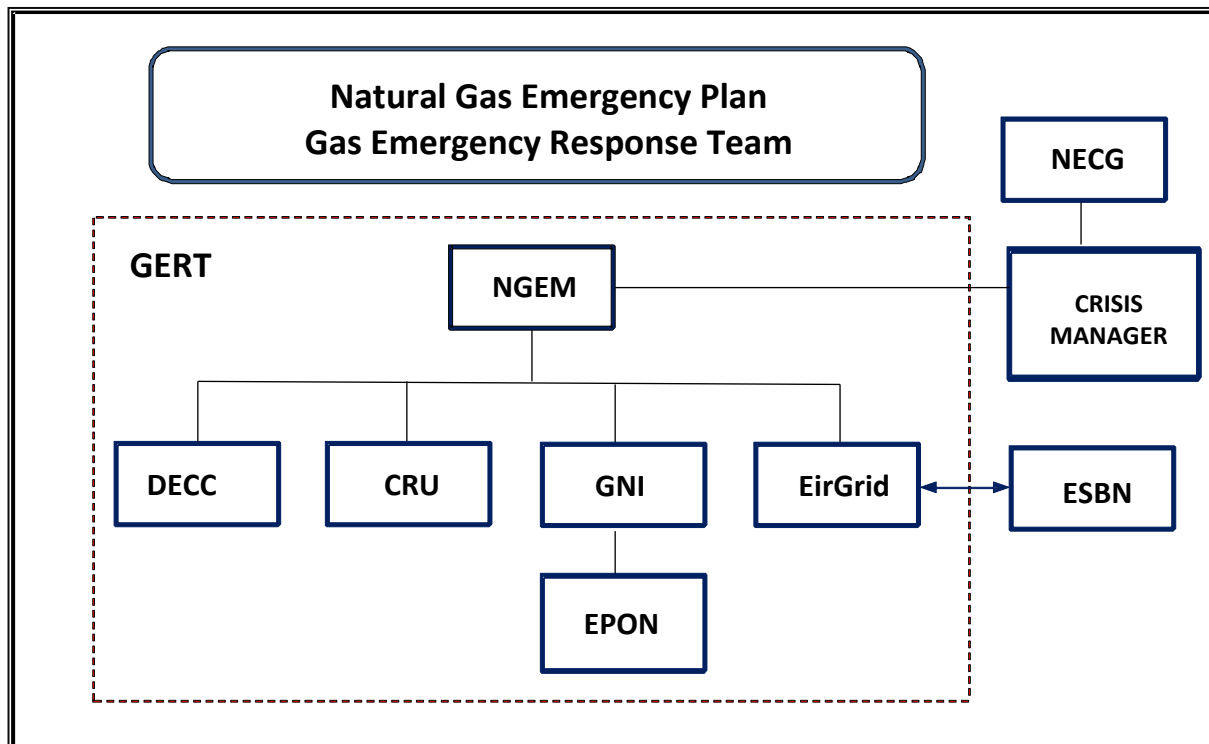 Natural Gas Emergency Plan
Gas Emergency Response Team
NECG
GERT
NGEM
CRISIS
MANAGER
DECC
CRU
GNI
EirGrid
ESBN
EPON